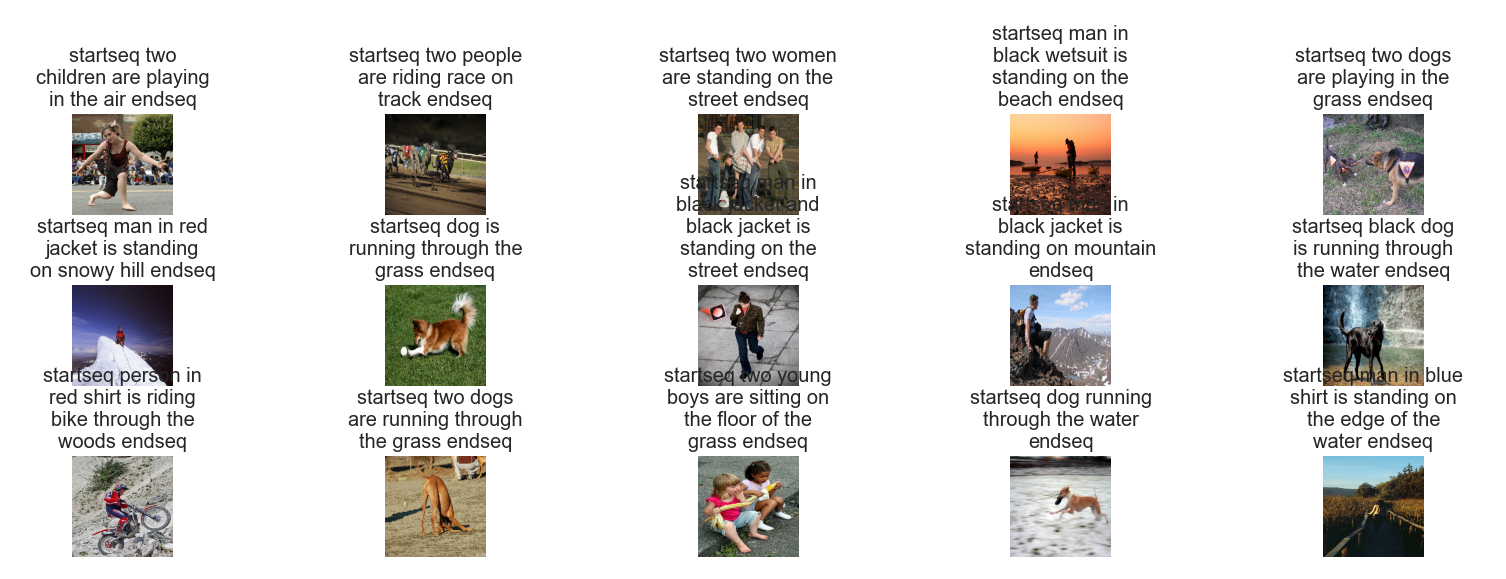 startseq two
children are playing
in the air endseq
startseq two people
are riding race on
track endseq
startseq two women
are standing on the
street endseq
startseq man in
black wetsuit is
standing on the
beach endseq
startseq two dogs
are playing in the
grass endseq
startseq man in red
jacket is standing
on snowy hill endseq
startseq dog is
running through the
grass endseq
startseq man in
black jacket and
black jacket is
standing on the
street endseq
startseq man in
black jacket is
standing on mountain
endseq
startseq black dog
is running through
the water endseq
startseq person in
red shirt is riding
bike through the
woods endseq
startseq two dogs
are running through
the grass endseq
startseq two young
boys are sitting on
the floor of the
grass endseq
startseq dog running
through the water
endseq
startseq man in blue
shirt is standing on
the edge of the
water endseq